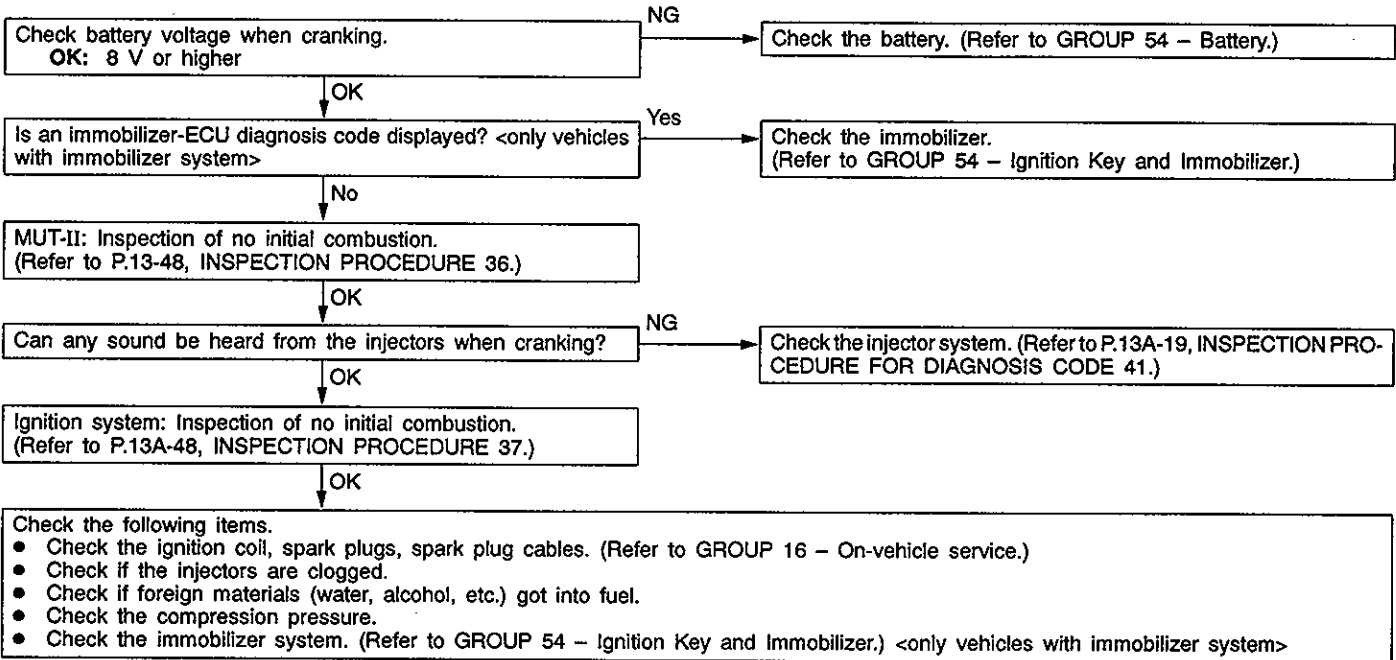 NG
Check battery voltage when cranking.
OK: 8 V or higher
Check the battery. (Refer to GROUP 54 – Battery.)
OK
Is an immobilizer-ECU diagnosis code displayed? <only vehicles
with immobilizer system>
Yes
Check the immobilizer.
(Refer to GROUP 54 – Ignition Key and Immobilizer.)
No
MUT-II: Inspection of no initial combustion.
(Refer to P.13-48, INSPECTION PROCEDURE 36.)
OK
Can any sound be heard from the injectors when cranking?
NG
Check the injector system. (Refer to P.13A-19, INSPECTION PRO-
CEDURE FOR DIAGNOSIS CODE 41.)
OK
Ignition system: Inspection of no initial combustion.
(Refer to P.13A-48, INSPECTION PROCEDURE 37.)
OK
Check the following items.
● Check the ignition coil, spark plugs, spark plug cables. (Refer to GROUP 16 – On-vehicle service.)
● Check if the injectors are clogged.
● Check if foreign materials (water, alcohol, etc.) got into fuel.
● Check the compression pressure.
● Check the immobilizer system. (Refer to GROUP 54 – Ignition Key and Immobilizer.) <only vehicles with immobilizer system>